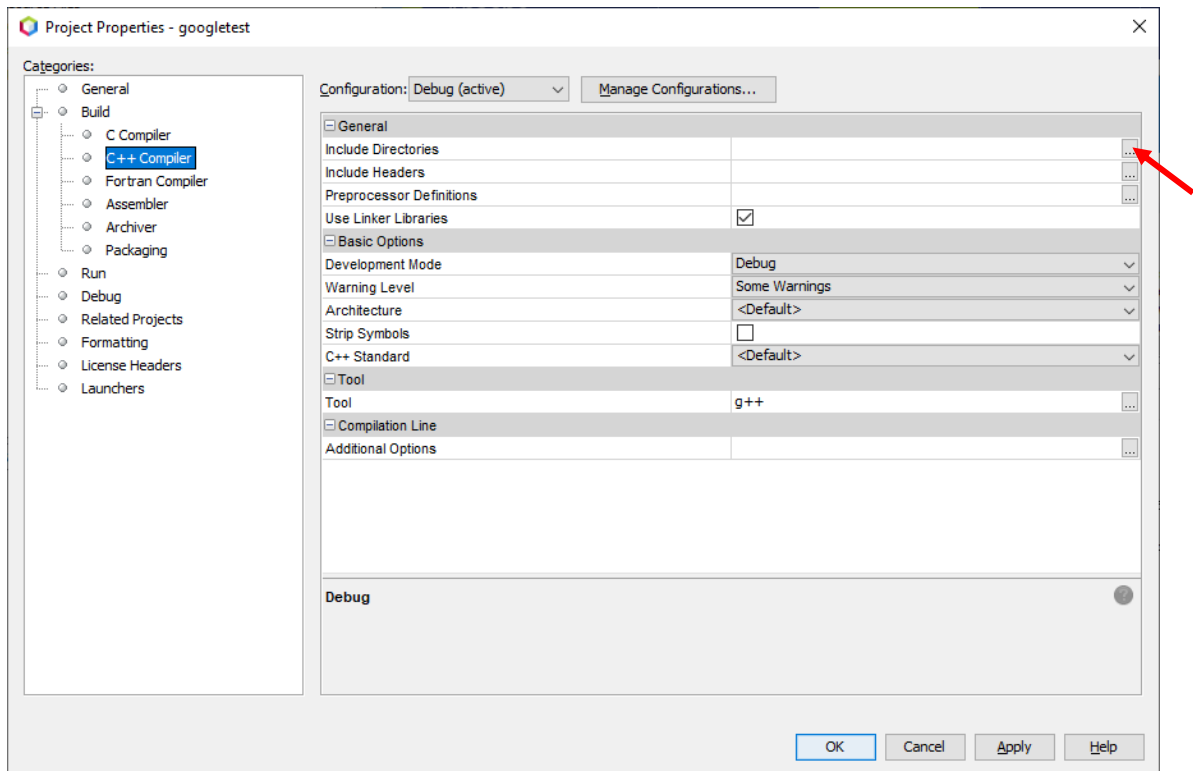 Project Properties - googletest
Categories:
General
Build
C Compiler
C++ Compiler
Fortran Compiler
Assembler
Archiver
Packaging
Run
Debug
Related Projects
Formatting
License Headers
Launchers
Configuration: Debug (active) Manage Configurations...
General
Include Directories ...
Include Headers ...
Preprocessor Definitions ...
Use Linker Libraries
Basic Options
Development Mode Debug
Warning Level Some Warnings
Architecture <Default>
Strip Symbols
C++ Standard <Default>
Tool
Tool g++ ...
Compilation Line
Additional Options ...
Debug ?
OK Cancel Apply Help